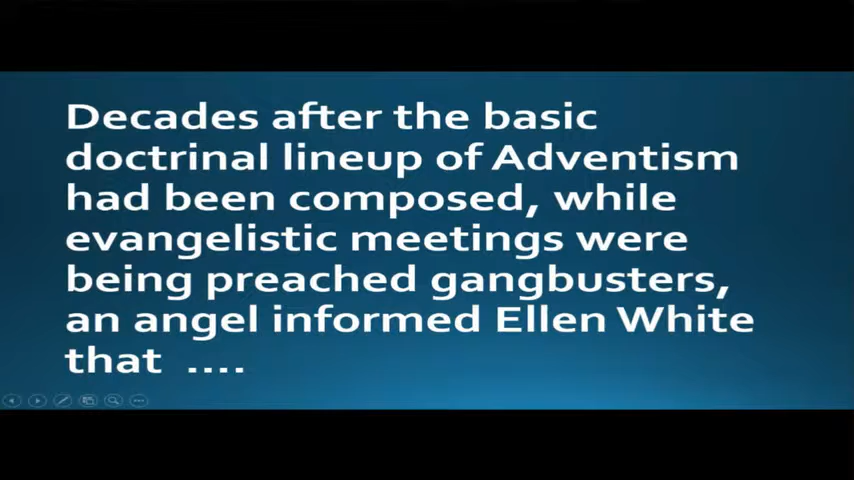 Decades after the basic
doctrinal lineup of Adventism
had been composed, while
evangelistic meetings were
being preached gangbusters,
an angel informed Ellen White
that ....